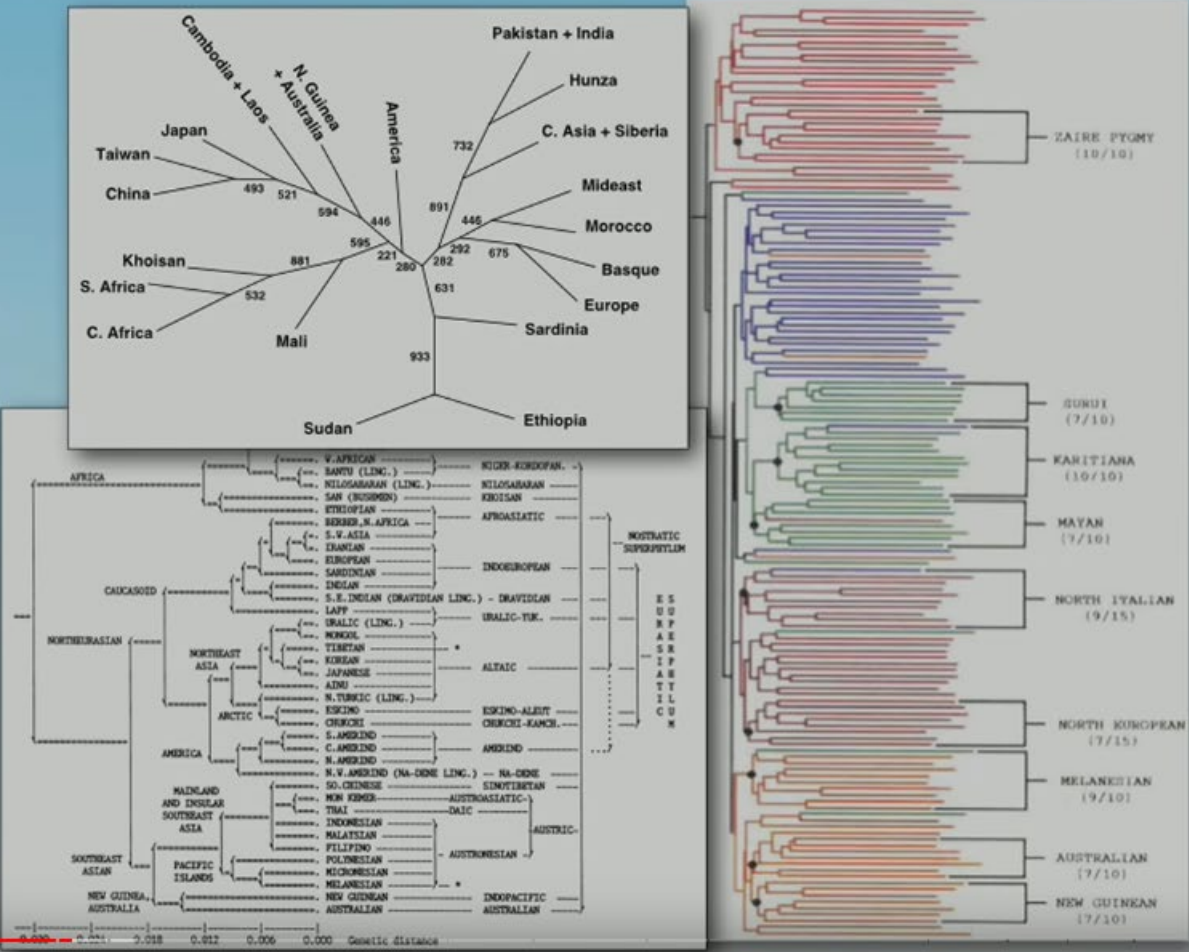 Cambodia + Laos
N. Guinea
+ Australia
America
Pakistan + India
Hunza
C. Asia + Siberia
Japan
Taiwan
China
Mideast
Morocco
Khoisan
S. Africa
C. Africa
Mali
Basque
Europe
Sardinia
Sudan
Ethiopia
732
493
521
594
446
595
221
280
282
292
446
891
675
881
532
631
933
ZAIRE PYGMY
(10/10)
SURUI
(7/10)
KARITIANA
(10/10)
MAYAN
(7/10)
NORTH ITALIAN
(9/15)
NORTH EUROPEAN
(7/15)
MELANESIAN
(9/10)
AUSTRALIAN
(7/10)
NEW GUINEAN
(7/10)
AFRICA
W.AFRICAN
BANTU (LING.)
NIGER-KORDOFAN.
NILOSAHARAN (LING.)
NILOSAHARAN
SAN (BUSHMEN)
KHOISAN
ETHIOPIAN
AFROASIATIC
BERBER,N.AFRICA
S.W.ASIA
IRANIAN
EUROPEAN
INDOEUROPEAN
SARDINIAN
INDIAN
CAUCASOID
S.E.INDIAN (DRAVIDIAN LING.)
DRAVIDIAN
LAPP
URALIC-YUK.
URALIC (LING.)
NORTHEURASIAN
MONGOL
NORTHEAST
ASIA
TIBETAN
*
KOREAN
ALTAIC
JAPANESE
AINU
N.TURKIC (LING.)
ARCTIC
ESKIMO
ESKIMO-ALEUT
CHUKCHI
CHUKCHI-KAMCH.
AMERICA
S.AMERIND
C.AMERIND
AMERIND
N.AMERIND
N.W.AMERIND (NA-DENE LING.)
NA-DENE
NOSTRATIC
SUPERPHYLUM
EURASIATIC
SUPERPHYLUM
SO.CHINESE
SINOTIBETAN
MAINLAND
AND INSULAR
SOUTHEAST
ASIA
MON KHMER
AUSTROASIATIC
THAI
DAIC
INDONESIAN
AUSTRIC
MALAYSIAN
FILIPINO
AUSTRONESIAN
SOUTHEAST
ASIAN
PACIFIC
ISLANDS
POLYNESIAN
MICRONESIAN
MELANESIAN
*
NEW GUINEA,
AUSTRALIA
NEW GUINEAN
INDOPACIFIC
AUSTRALIAN
AUSTRALIAN
0.030 0.024 0.018 0.012 0.006 0.000 Genetic distance